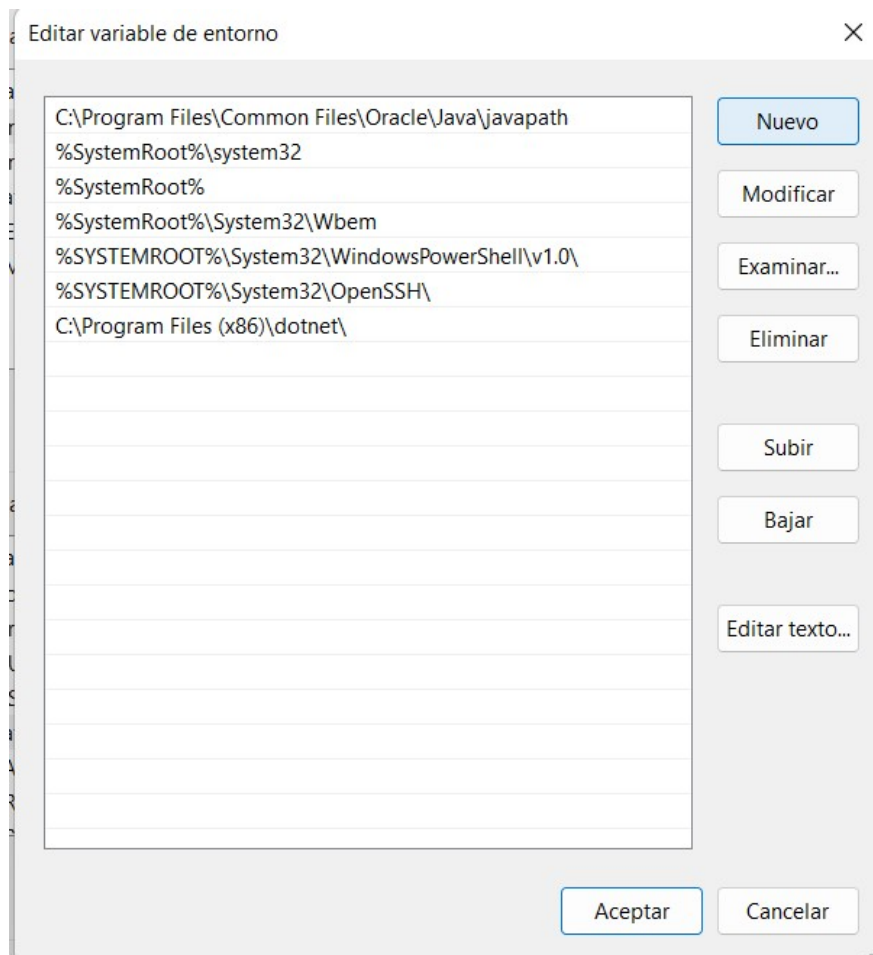 Editar variable de entorno
C:\Program Files\Common Files\Oracle\Java\javapath
%SystemRoot%\system32
%SystemRoot%
%SystemRoot%\System32\Wbem
%SYSTEMROOT%\System32\WindowsPowerShell\v1.0\
%SYSTEMROOT%\System32\OpenSSH\
C:\Program Files (x86)\dotnet\
Nuevo
Modificar
Examinar...
Eliminar
Subir
Bajar
Editar texto...
Aceptar
Cancelar